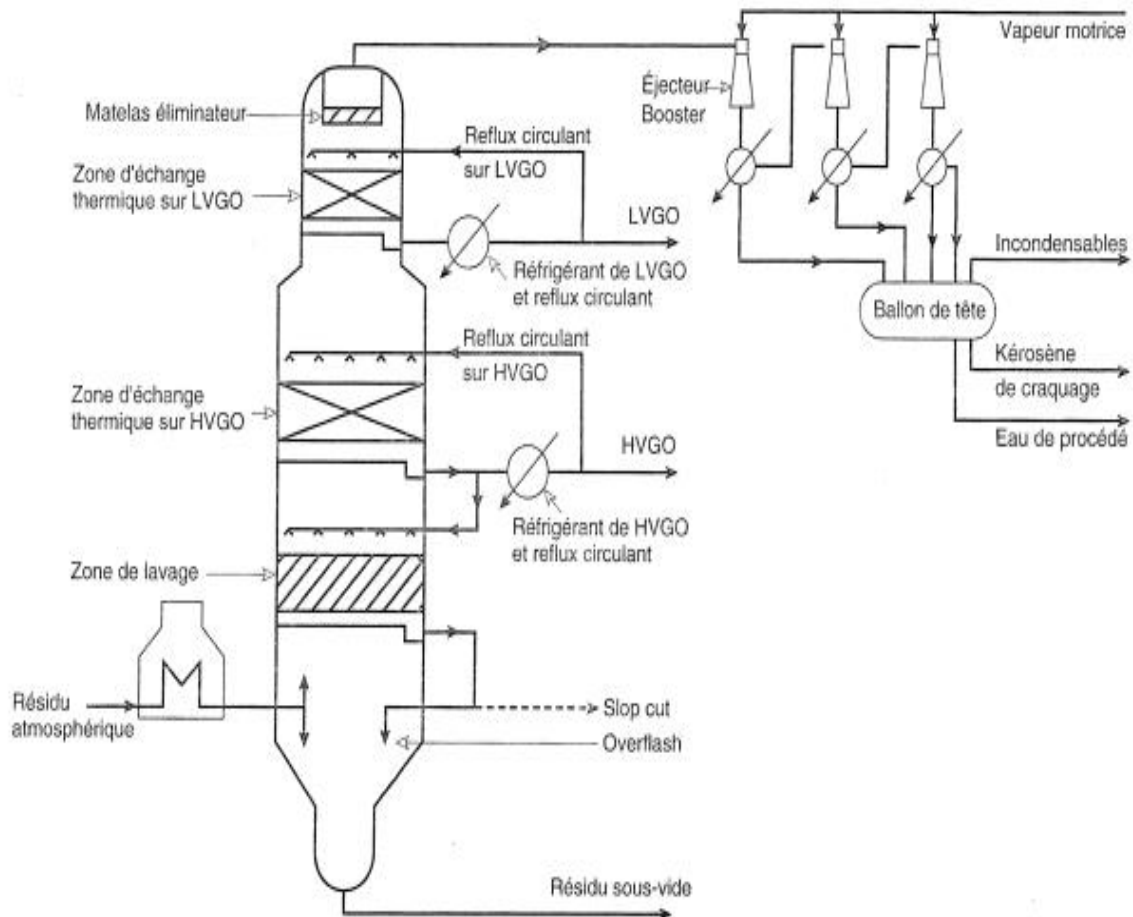 Vapeur motrice
Éjecteur
Booster
Matelas éliminateur
Reflux circulant
sur LVGO
Zone d'échange
thermique sur LVGO
LVGO
Réfrigérant de LVGO
et reflux circulant
Incondensables
Ballon de tête
Kérosène
de craquage
Eau de procédé
Reflux circulant
sur HVGO
Zone d'échange
thermique sur HVGO
HVGO
Réfrigérant de HVGO
et reflux circulant
Zone de lavage
Résidu
atmosphérique
Slop cut
Overflash
Résidu sous-vide